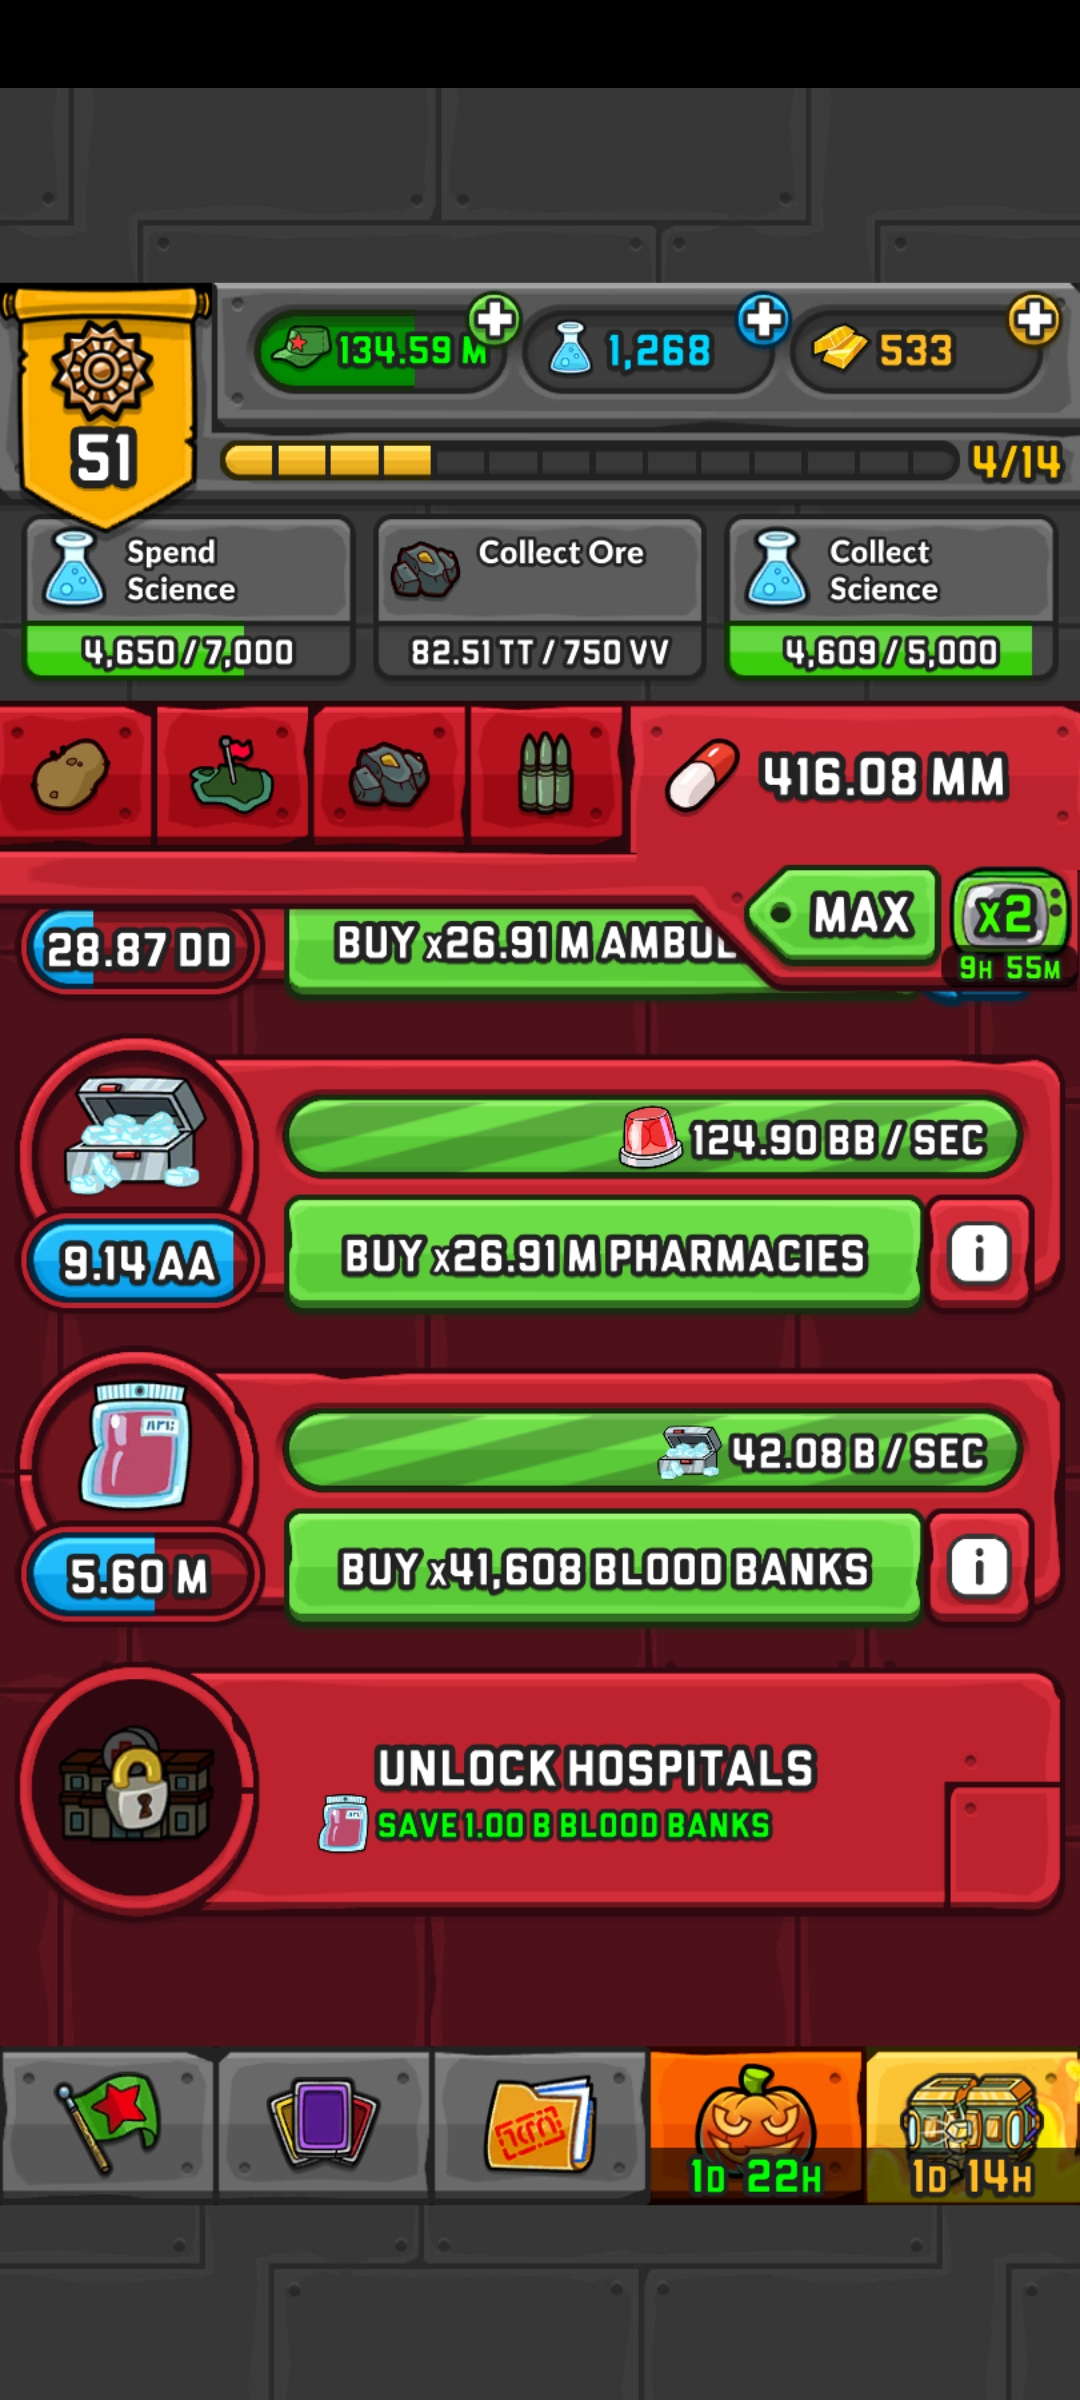 134.59 M
1,268
533
51
4/14
Spend
Science
4,650/7,000
Collect Ore
82.51 TT / 750 VV
Collect
Science
4,609/5,000
416.08 MM
MAX
x2
9H 55M
28.87 DD
BUY x26.91 M AMBUL
124.90 BB / SEC
9.14 AA
BUY x26.91 M PHARMACIES
i
42.08 B / SEC
5.60 M
BUY x41,608 BLOOD BANKS
i
UNLOCK HOSPITALS
SAVE 1.00 B BLOOD BANKS
1D 22H
1D 14H